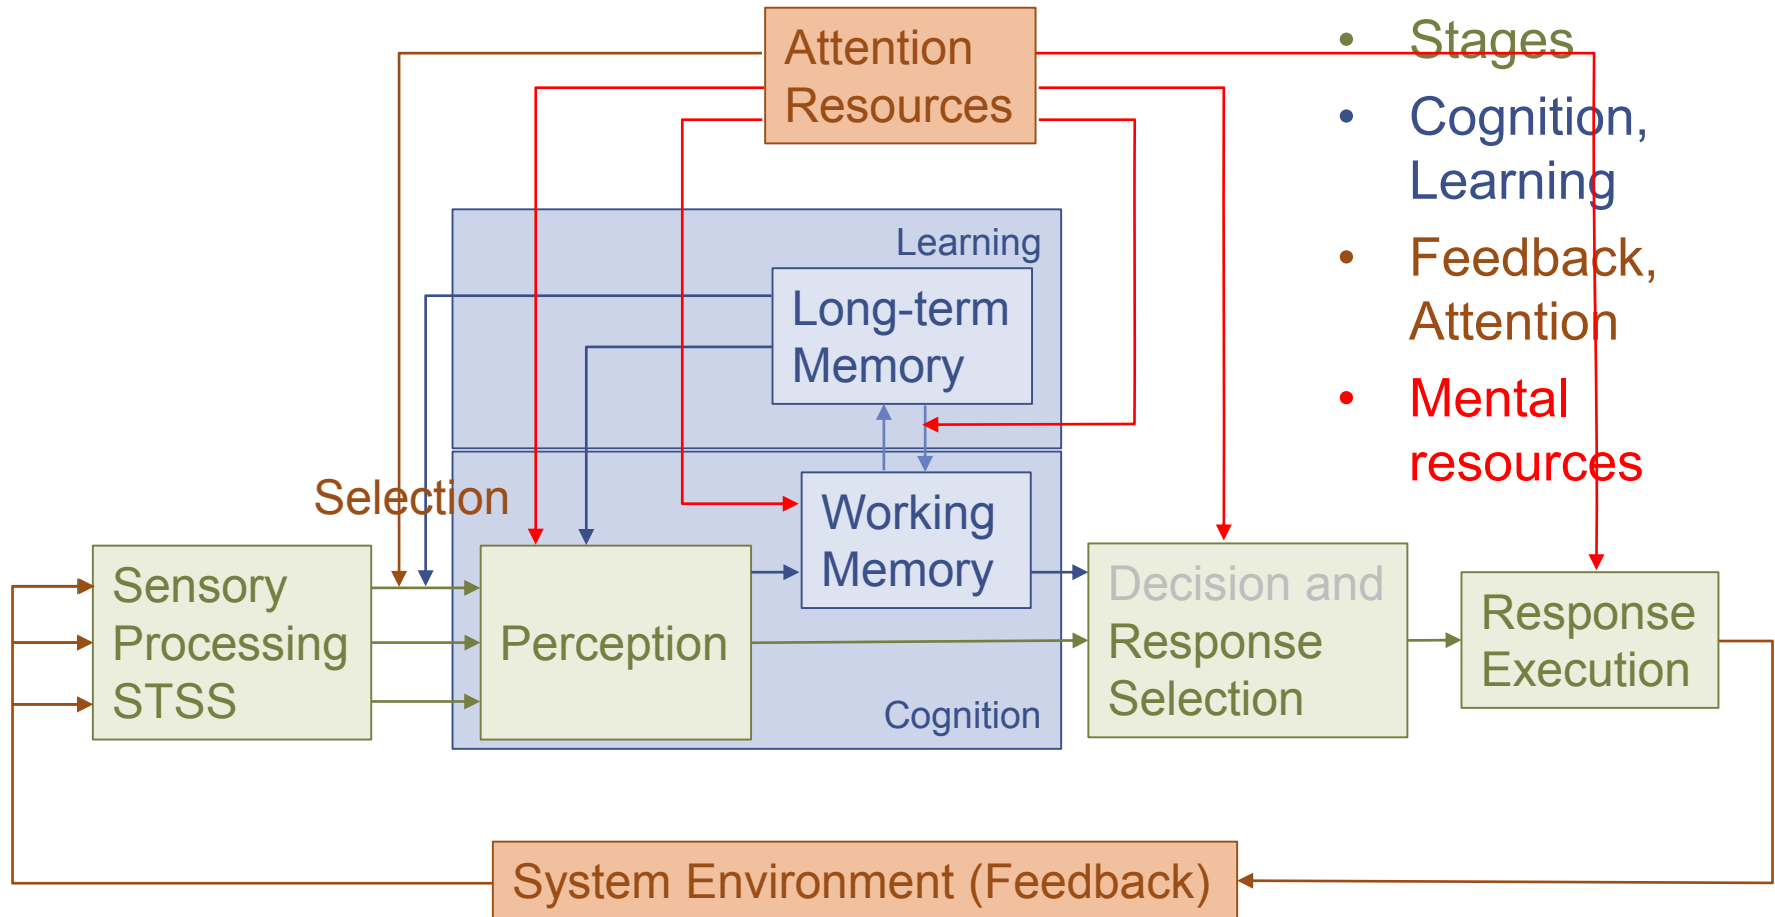 Attention
Resources
• Stages
• Cognition,
Learning
• Feedback,
Attention
• Mental
resources
Learning
Long-term
Memory
Selection
Working
Memory
Sensory
Processing
STSS
Perception
Cognition
Decision and
Response
Selection
Response
Execution
System Environment (Feedback)